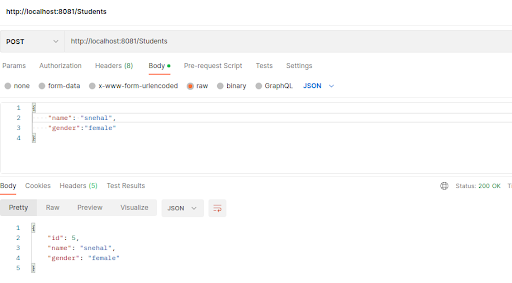 http://localhost:8081/Students
POST http://localhost:8081/Students
Params Authorization Headers (8) Body Pre-request Script Tests Settings
none form-data x-www-form-urlencoded raw binary GraphQL JSON
1 {
2 "name": "snehal",
3 "gender":"female"
4 }
Body Cookies Headers (5) Test Results Status: 200 OK
Pretty Raw Preview Visualize JSON
1 {
2 "id": 5,
3 "name": "snehal",
4 "gender": "female"
5 }